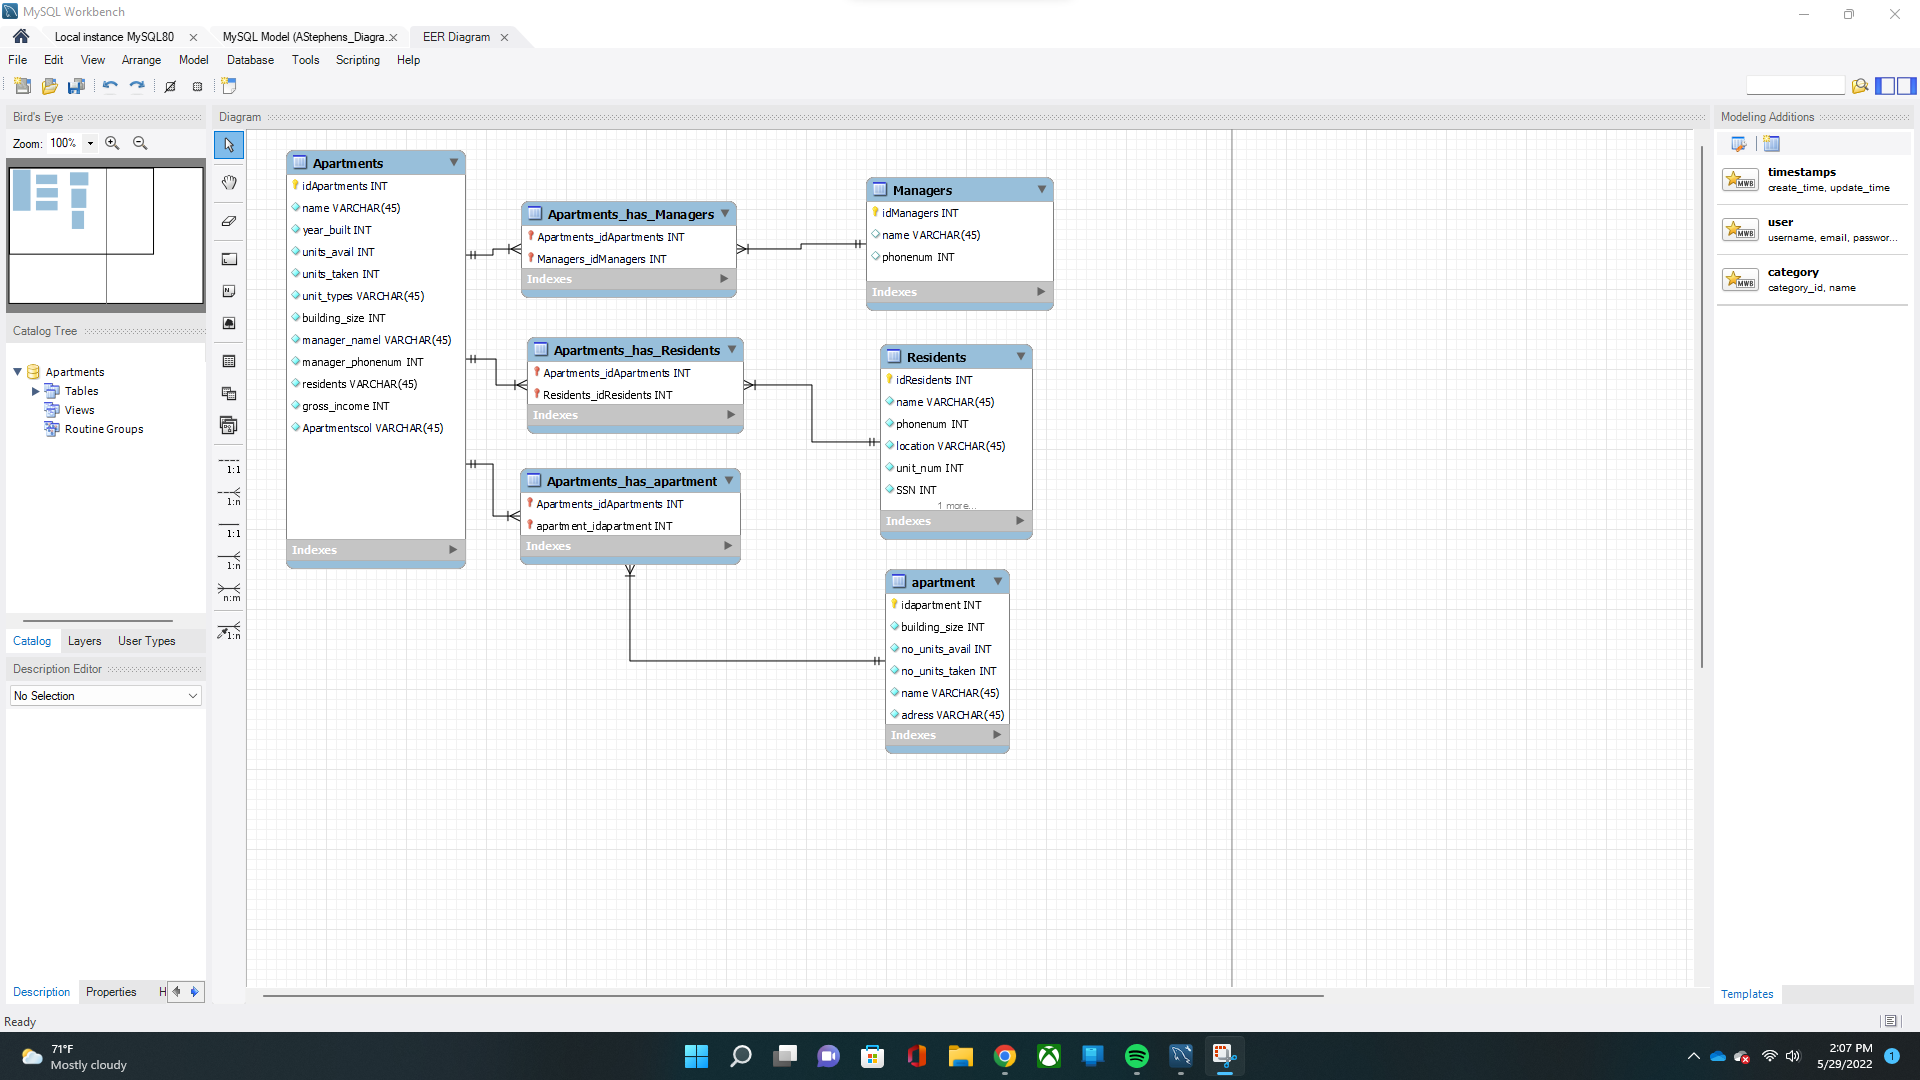 MySQL Workbench
Local instance MySQL80
MySQL Model (AStephens_Diagra...
EER Diagram
File Edit View Arrange Model Database Tools Scripting Help
Bird's Eye
Zoom: 100%
Catalog Tree
Apartments
Tables
Views
Routine Groups
Catalog Layers User Types
Description Editor
No Selection
Description Properties H
Ready
Diagram
1:1
1:n
1:1
1:n
n:m
1:n
Apartments
idApartments INT
name VARCHAR(45)
year_built INT
units_avail INT
units_taken INT
unit_types VARCHAR(45)
building_size INT
manager_namel VARCHAR(45)
manager_phonenum INT
residents VARCHAR(45)
gross_income INT
Apartmentscol VARCHAR(45)
Indexes
Apartments_has_Managers
Apartments_idApartments INT
Managers_idManagers INT
Indexes
Apartments_has_Residents
Apartments_idApartments INT
Residents_idResidents INT
Indexes
Apartments_has_apartment
Apartments_idApartments INT
apartment_idapartment INT
Indexes
Managers
idManagers INT
name VARCHAR(45)
phonenum INT
Indexes
Residents
idResidents INT
name VARCHAR(45)
phonenum INT
location VARCHAR(45)
unit_num INT
SSN INT
1 more...
Indexes
apartment
idapartment INT
building_size INT
no_units_avail INT
no_units_taken INT
name VARCHAR(45)
adress VARCHAR(45)
Indexes
Modeling Additions
MWB
timestamps
create_time, update_time
MWB
user
username, email, passwor...
MWB
category
category_id, name
Templates
71°F
Mostly cloudy
2:07 PM
5/29/2022
1